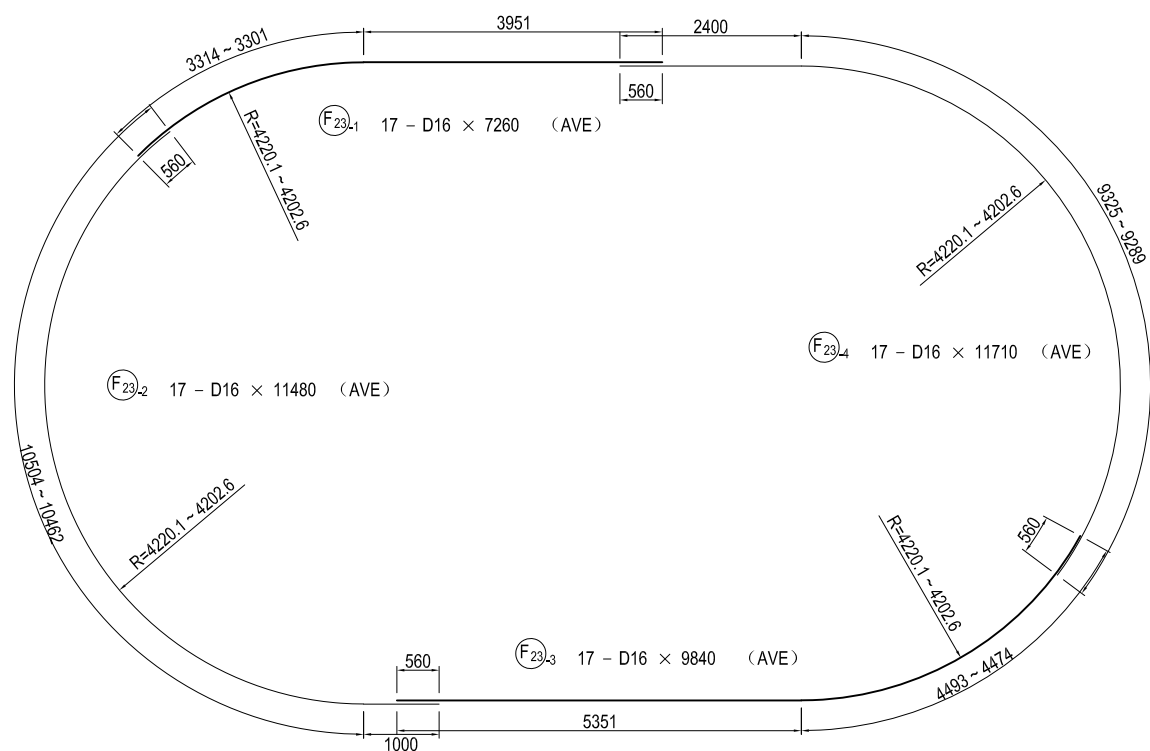 3951
2400
3314 ~ 3301
560
F23-1 17 – D16 × 7260 （AVE）
560
R=4220.1 ~ 4202.6
9325 ~ 9289
R=4220.1 ~ 4202.6
F23-4 17 – D16 × 11710 （AVE）
F23-2 17 – D16 × 11480 （AVE）
10504 ~ 10462
R=4220.1 ~ 4202.6
560
R=4220.1 ~ 4202.6
F23-3 17 – D16 × 9840 （AVE）
560
4493 ~ 4474
5351
1000